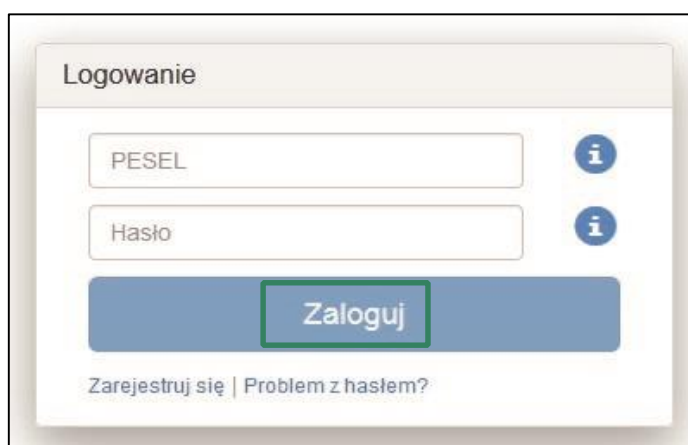 Logowanie
PESEL
Hasło
Zaloguj
Zarejestruj się | Problem z hasłem?